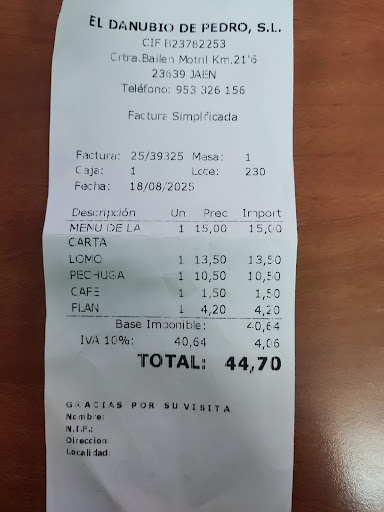 EL DANUBIO DE PEDRO, S.L.
CIF B23782253
Crtra.Bailen Motril Km.21'6
23639 JAEN
Teléfono: 953 326 156
Factura Simplificada
Factura: 25/39325 Mesa: 1
Caja: 1 Lote: 230
Fecha: 18/08/2025
Descripción Un Prec Import
MENU DE LA 1 15,00 15,00
CARTA
LOMO 1 13,50 13,50
PECHUGA 1 10,50 10,50
CAFE 1 1,50 1,50
FLAN 1 4,20 4,20
Base Imponible: 40,64
IVA 10%: 40,64 4,06
TOTAL: 44,70
GRACIAS POR SU VISITA
Nombre:
N.I.F.:
Direccion:
Localidad: